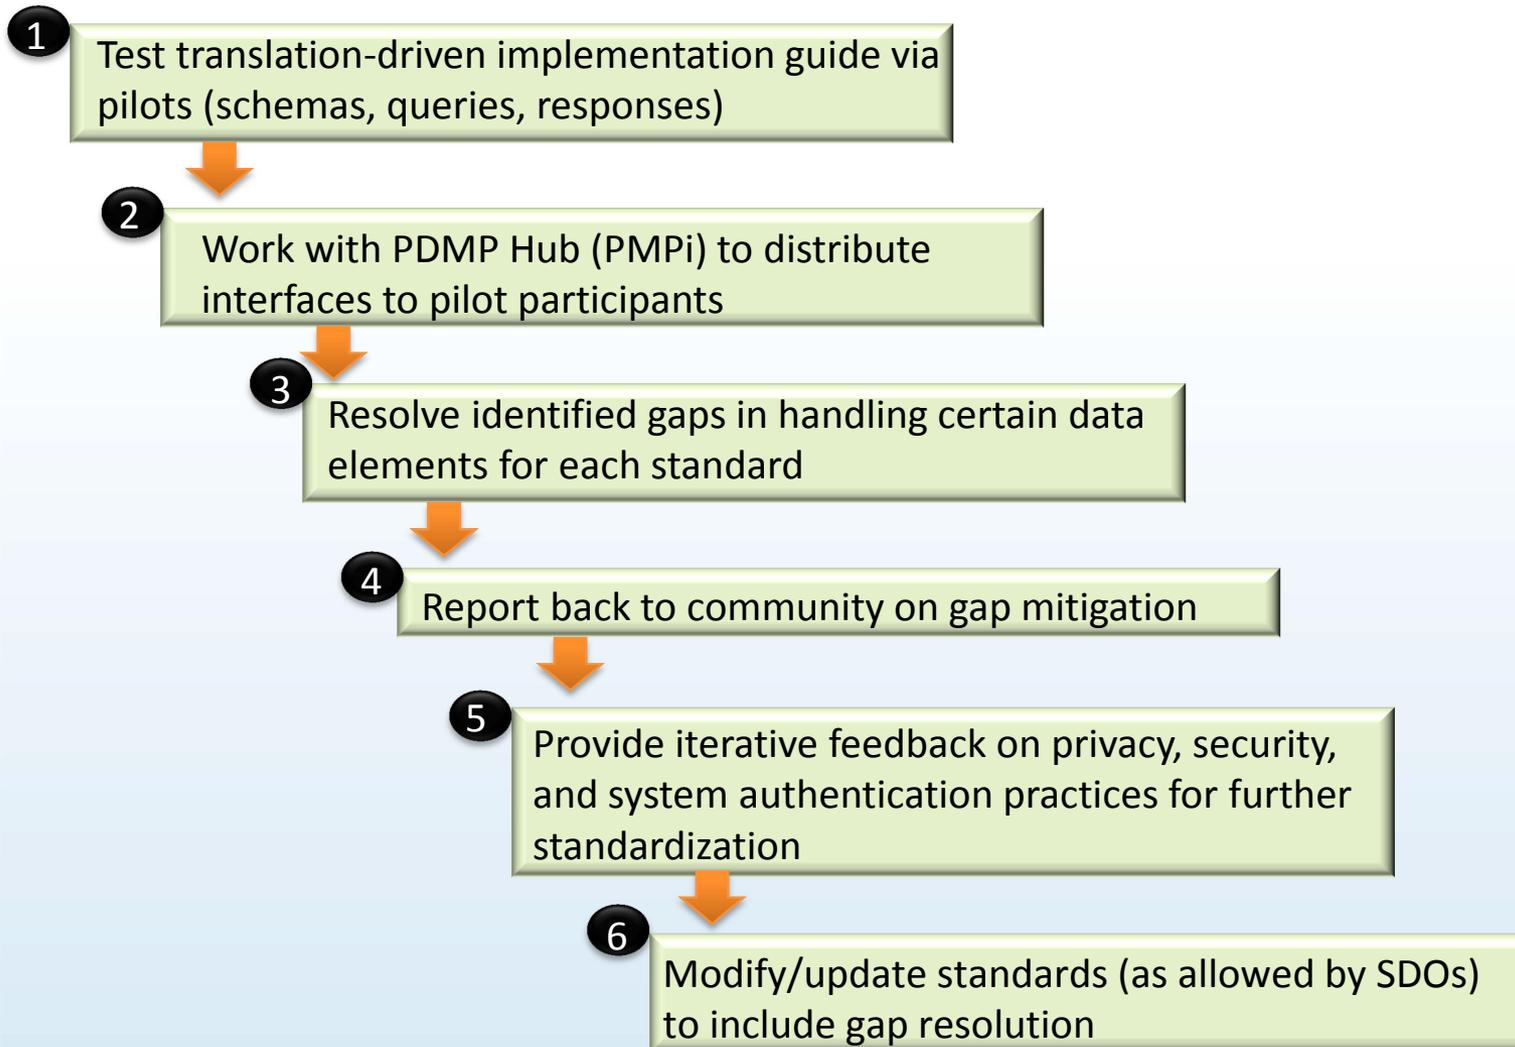 1
Test translation-driven implementation guide via
pilots (schemas, queries, responses)
2
Work with PDMP Hub (PMPi) to distribute
interfaces to pilot participants
3
Resolve identified gaps in handling certain data
elements for each standard
4
Report back to community on gap mitigation
5
Provide iterative feedback on privacy, security,
and system authentication practices for further
standardization
6
Modify/update standards (as allowed by SDOs)
to include gap resolution